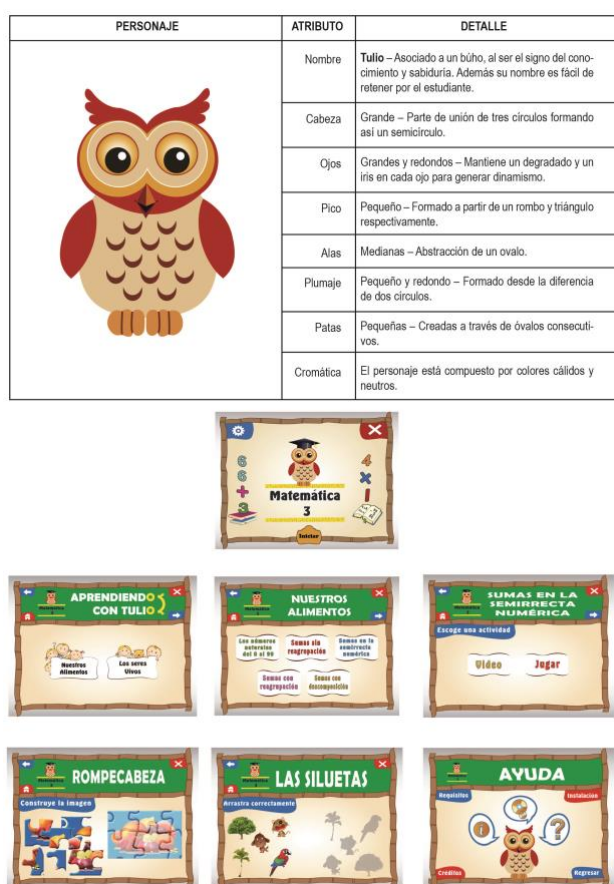 PERSONAJE
ATRIBUTO
DETALLE
Nombre
Tulio – Asociado a un búho, al ser el signo del cono-
cimiento y sabiduría. Además su nombre es fácil de
retener por el estudiante.
Cabeza
Grande – Parte de unión de tres círculos formando
así un semicírculo.
Ojos
Grandes y redondos – Mantiene un degradado y un
iris en cada ojo para generar dinamismo.
Pico
Pequeño – Formado a partir de un rombo y triángulo
respectivamente.
Alas
Medianas – Abstracción de un ovalo.
Plumaje
Pequeño y redondo – Formado desde la diferencia
de dos círculos.
Patas
Pequeñas – Creadas a través de óvalos consecuti-
vos.
Cromática
El personaje está compuesto por colores cálidos y
neutros.
6
6
+
3
4
X
1
Matemática
3
Iniciar
APRENDIENDO
CON TULIO
Nuestros
Alimentos
Los seres
Vivos
NUESTROS
ALIMENTOS
Los números
naturales
del 0 al 99
Sumas sin
reagrupación
Sumas en la
semirrecta
numérica
Sumas con
reagrupación
Sumas con
descomposición
SUMAS EN LA
SEMIRRECTA
NUMÉRICA
Escoge una actividad
Video
Jugar
ROMPECABEZA
Construye la imagen
LAS SILUETAS
Arrastra correctamente
AYUDA
Requisitos
Instalación
i
?
Créditos
Regresar